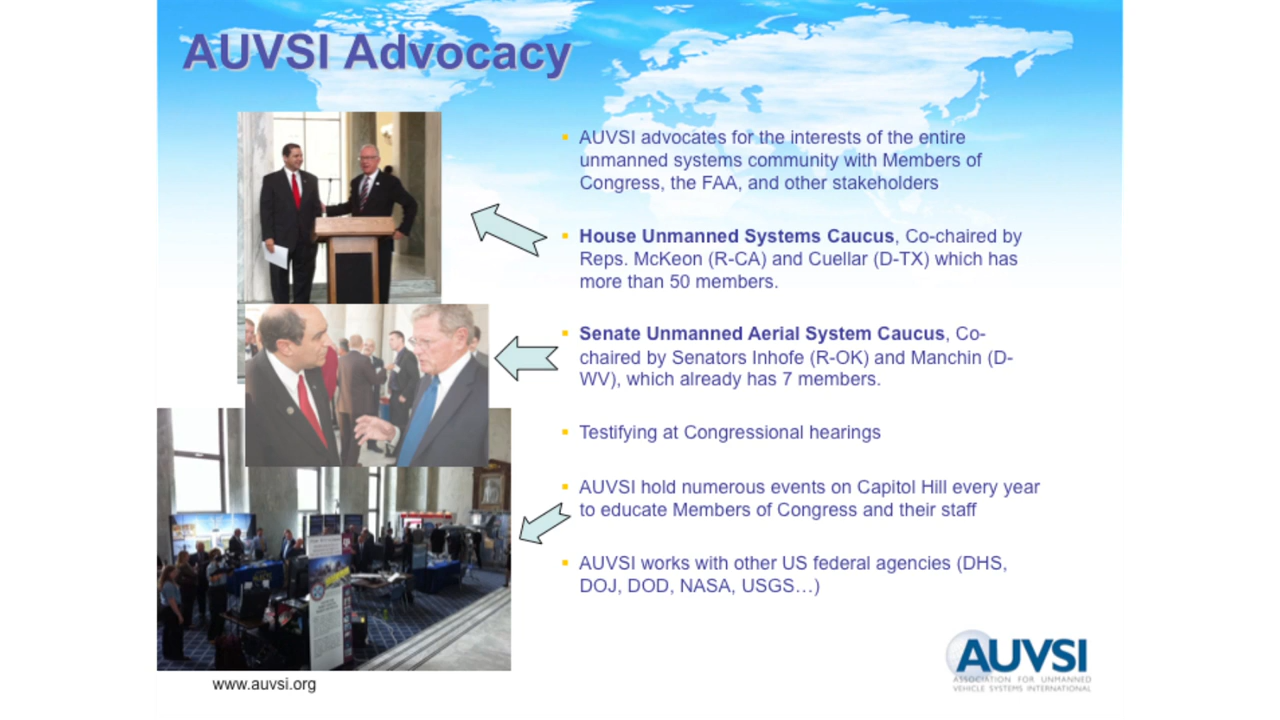 AUVSI Advocacy
AUVSI advocates for the interests of the entire
unmanned systems community with Members of
Congress, the FAA, and other stakeholders
House Unmanned Systems Caucus, Co-chaired by
Reps. McKeon (R-CA) and Cuellar (D-TX) which has
more than 50 members.
Senate Unmanned Aerial System Caucus, Co-
chaired by Senators Inhofe (R-OK) and Manchin (D-
WV), which already has 7 members.
Testifying at Congressional hearings
AUVSI hold numerous events on Capitol Hill every year
to educate Members of Congress and their staff
AUVSI works with other US federal agencies (DHS,
DOJ, DOD, NASA, USGS…)
www.auvsi.org
AUVSI
ASSOCIATION FOR UNMANNED
VEHICLE SYSTEMS INTERNATIONAL